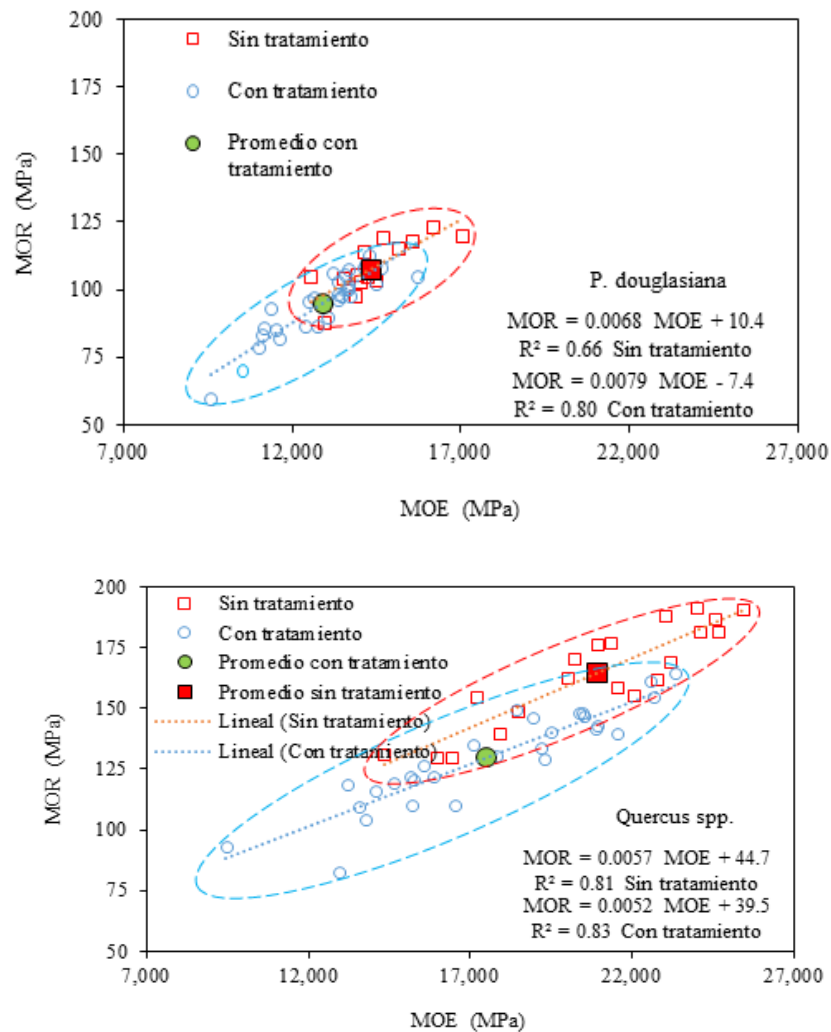 200
175
150
125
100
75
50
MOR (MPa)
Sin tratamiento
Con tratamiento
Promedio con
tratamiento
P. douglasiana
MOR = 0.0068 MOE + 10.4
R² = 0.66 Sin tratamiento
MOR = 0.0079 MOE - 7.4
R² = 0.80 Con tratamiento
7,000 12,000 17,000 22,000 27,000
MOE (MPa)
200
175
150
125
100
75
50
MOR (MPa)
Sin tratamiento
Con tratamiento
Promedio con tratamiento
Promedio sin tratamiento
Lineal (Sin tratamiento)
Lineal (Con tratamiento)
Quercus spp.
MOR = 0.0057 MOE + 44.7
R² = 0.81 Sin tratamiento
MOR = 0.0052 MOE + 39.5
R² = 0.83 Con tratamiento
7,000 12,000 17,000 22,000 27,000
MOE (MPa)